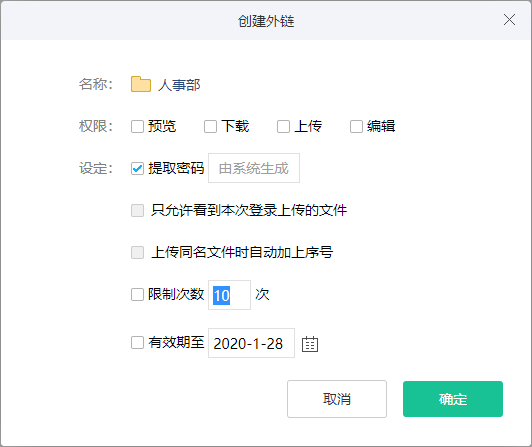 创建外链
名称： 人事部
权限： 预览 下载 上传 编辑
设定： 提取密码 由系统生成
只允许看到本次登录上传的文件
上传同名文件时自动加上序号
限制次数 10 次
有效期至 2020-1-28
取消 确定